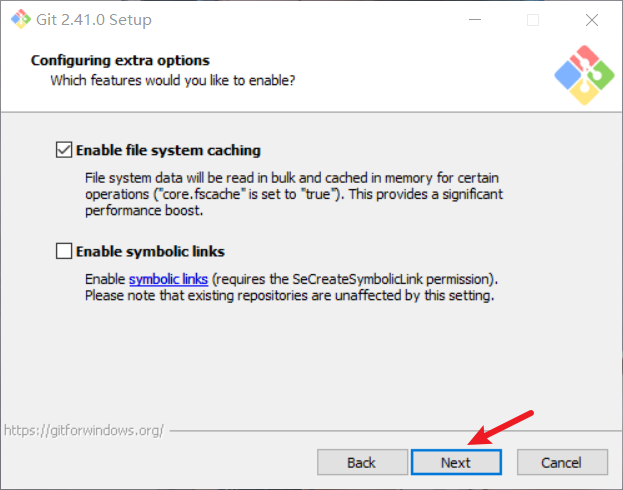 Git 2.41.0 Setup
Configuring extra options
Which features would you like to enable?
Enable file system caching
File system data will be read in bulk and cached in memory for certain
operations ("core.fscache" is set to "true"). This provides a significant
performance boost.
Enable symbolic links
Enable symbolic links (requires the SeCreateSymbolicLink permission).
Please note that existing repositories are unaffected by this setting.
https://gitforwindows.org/
Back Next Cancel